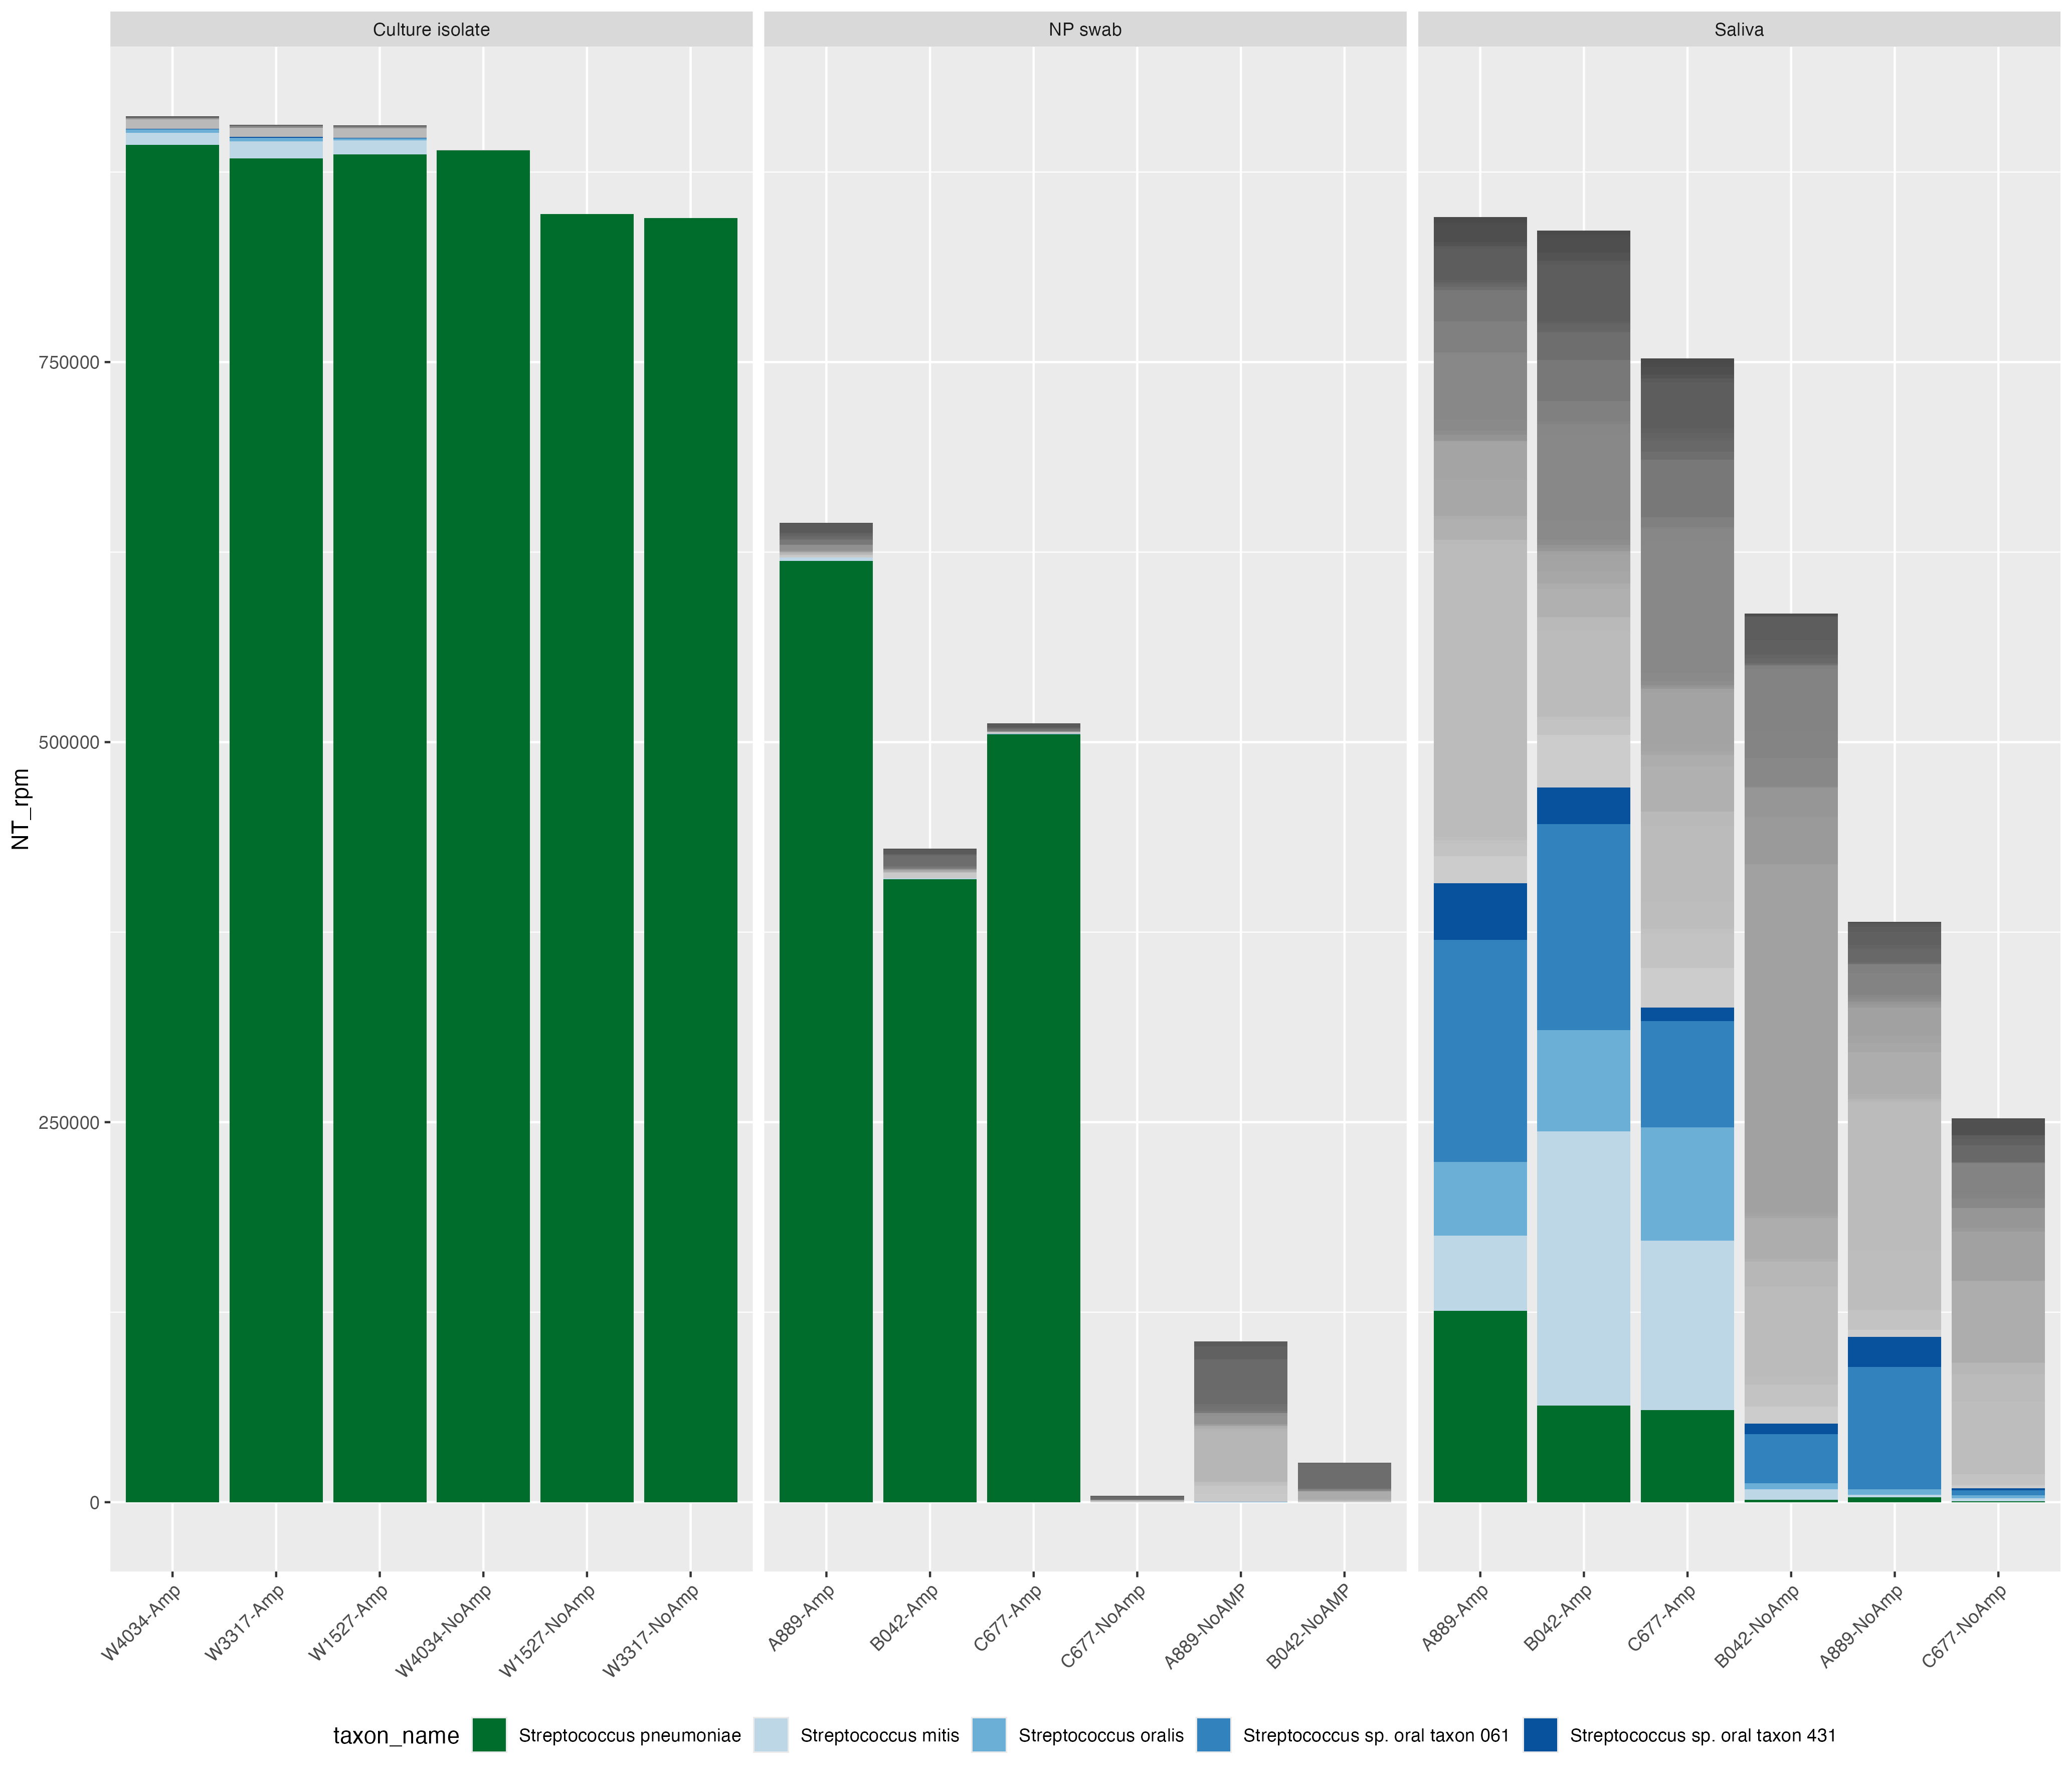 Culture isolate
NP swab
Saliva
NT_rpm
750000
500000
250000
0
W4034-Amp
W3317-Amp
W1527-Amp
W4034-NoAmp
W1527-NoAmp
W3317-NoAmp
A889-Amp
B042-Amp
C677-Amp
C677-NoAmp
A889-NoAMP
B042-NoAMP
A889-Amp
B042-Amp
C677-Amp
B042-NoAmp
A889-NoAmp
C677-NoAmp
taxon_name Streptococcus pneumoniae Streptococcus mitis Streptococcus oralis Streptococcus sp. oral taxon 061 Streptococcus sp. oral taxon 431